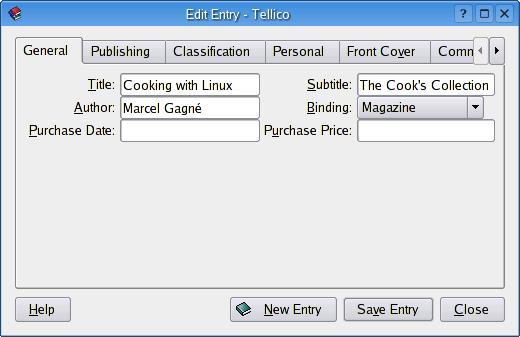 Edit Entry - Tellico
General Publishing Classification Personal Front Cover Comm
Title: Cooking with Linux Subtitle: The Cook's Collection
Author: Marcel Gagné Binding: Magazine
Purchase Date: Purchase Price:
Help New Entry Save Entry Close